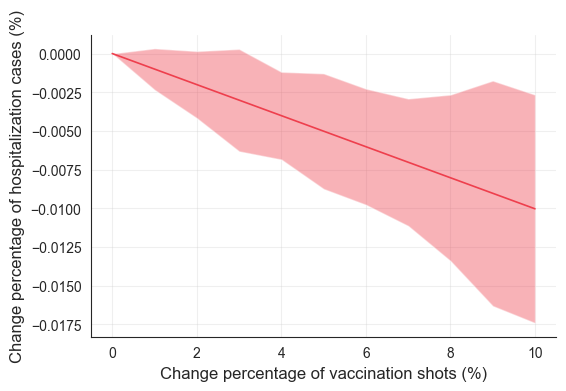 Change percentage of hospitalization cases (%)
0.0000
−0.0025
−0.0050
−0.0075
−0.0100
−0.0125
−0.0150
−0.0175
0 2 4 6 8 10
Change percentage of vaccination shots (%)